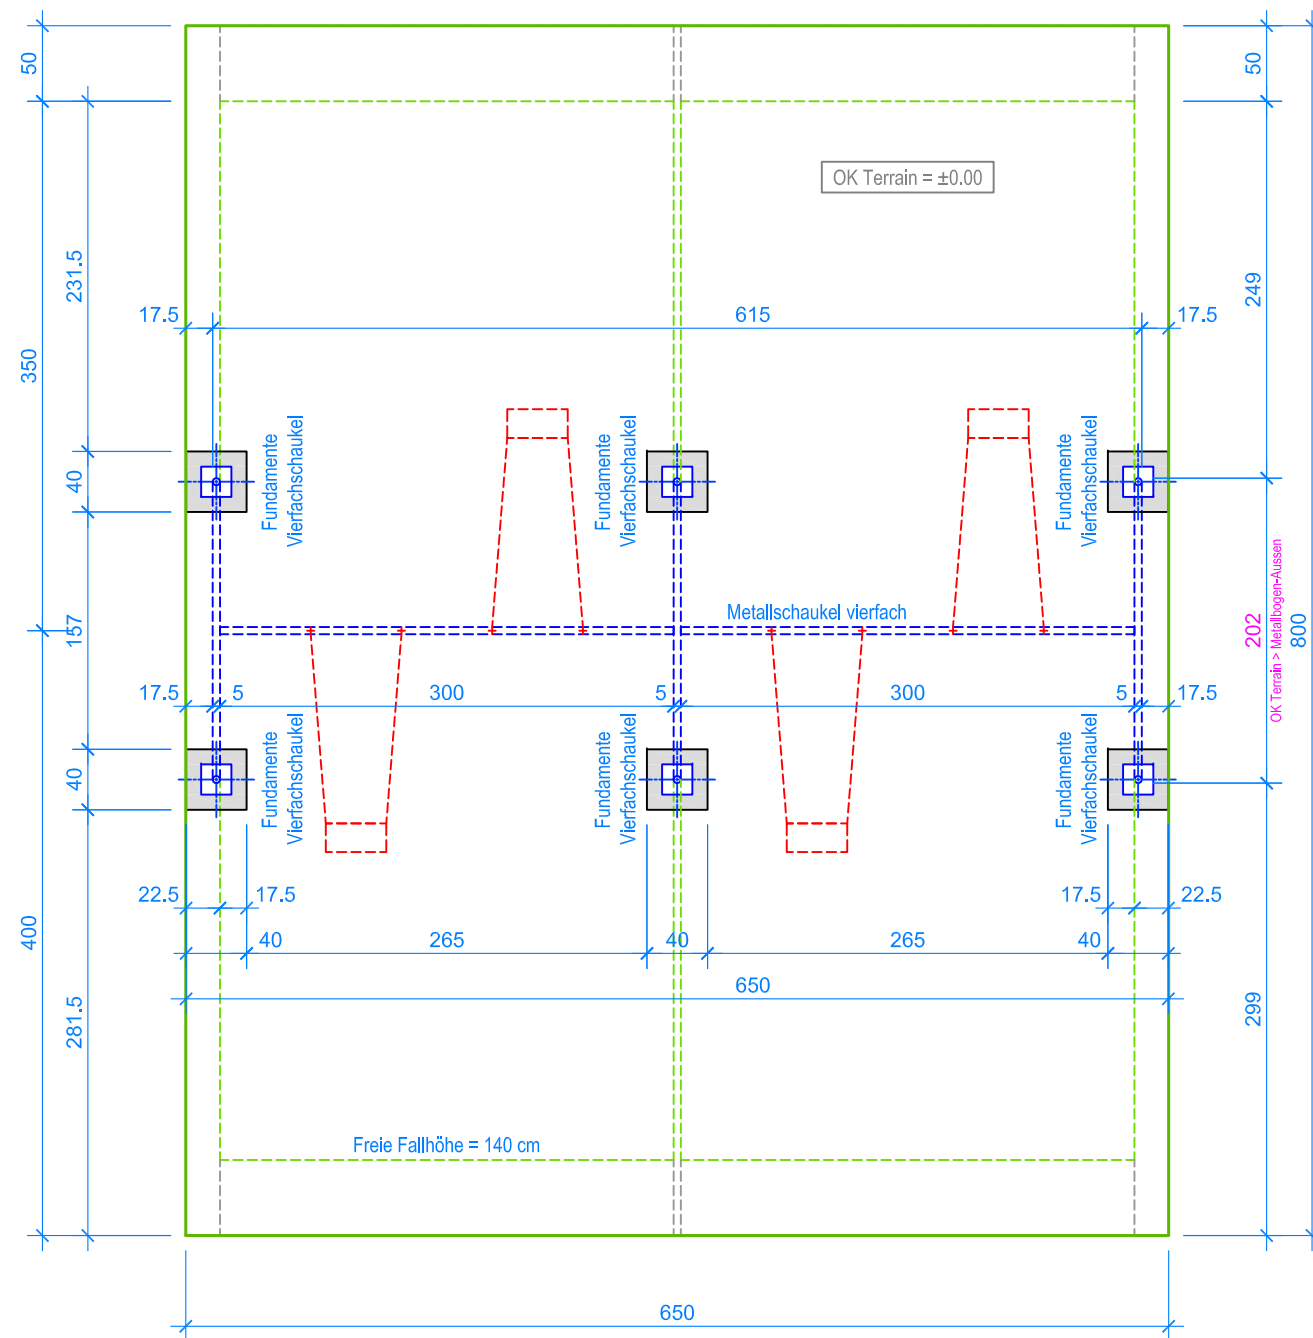 50
50
OK Terrain = ±0.00
231.5
249
17.5
615
17.5
350
Fundamente
Vierfachschaukel
Fundamente
Vierfachschaukel
Fundamente
Vierfachschaukel
40
157
Metallschaukel vierfach
202
OK Terrain > Metallbogen-Aussen
800
17.5
5
300
5
300
5
17.5
Fundamente
Vierfachschaukel
Fundamente
Vierfachschaukel
Fundamente
Vierfachschaukel
40
22.5
17.5
17.5
22.5
400
40
265
40
265
40
650
281.5
299
Freie Fallhöhe = 140 cm
650